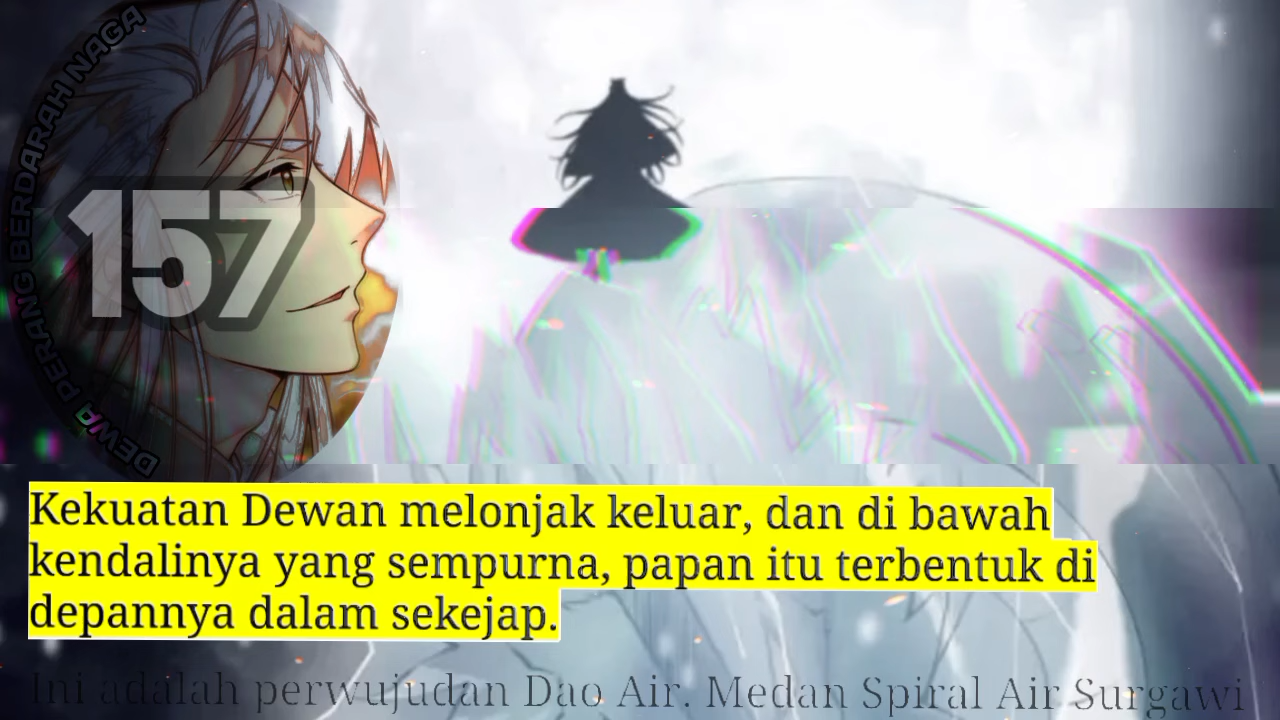 DEWA PERANG BERDARAH NAGA
157
Kekuatan Dewan melonjak keluar, dan di bawah
kendalinya yang sempurna, papan itu terbentuk di
depannya dalam sekejap.
Ini adalah perwujudan Dao Air. Medan Spiral Air Surgawi